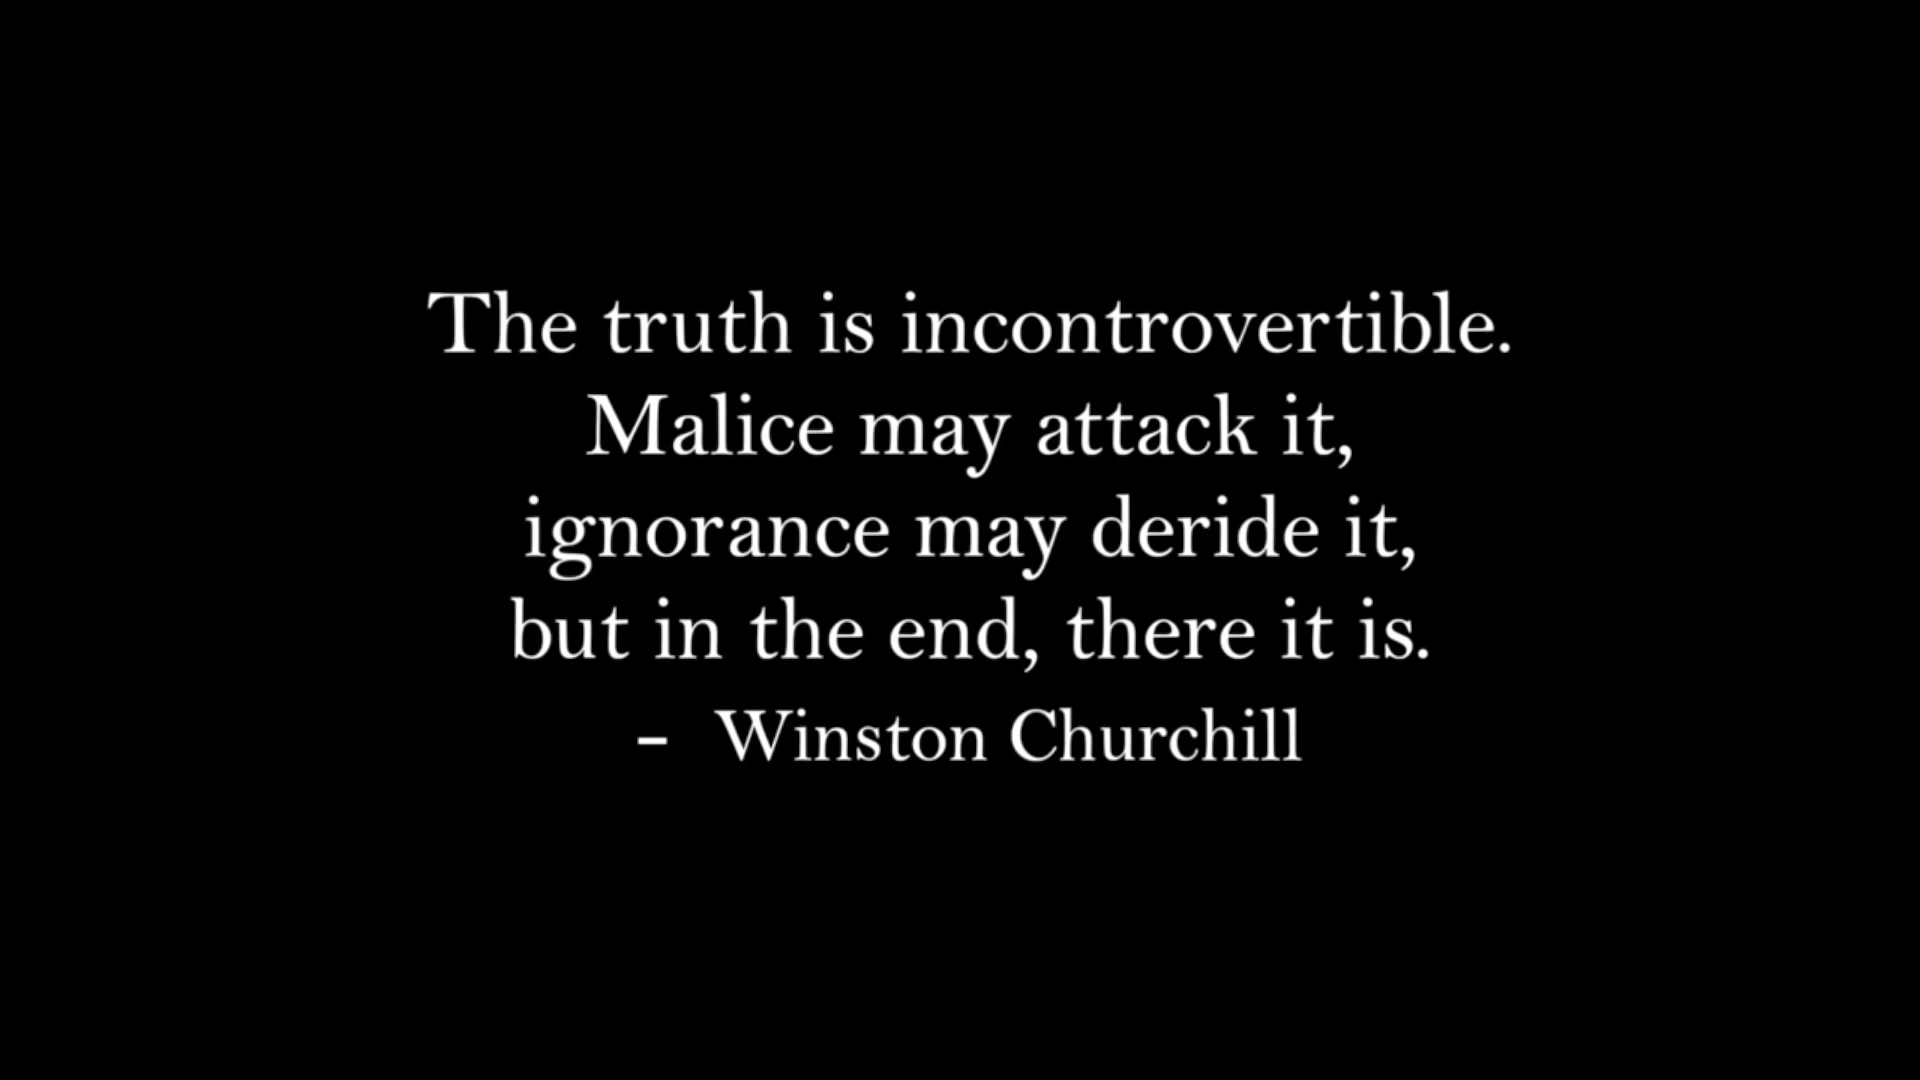 The truth is incontrovertible.
Malice may attack it,
ignorance may deride it,
but in the end, there it is.
- Winston Churchill